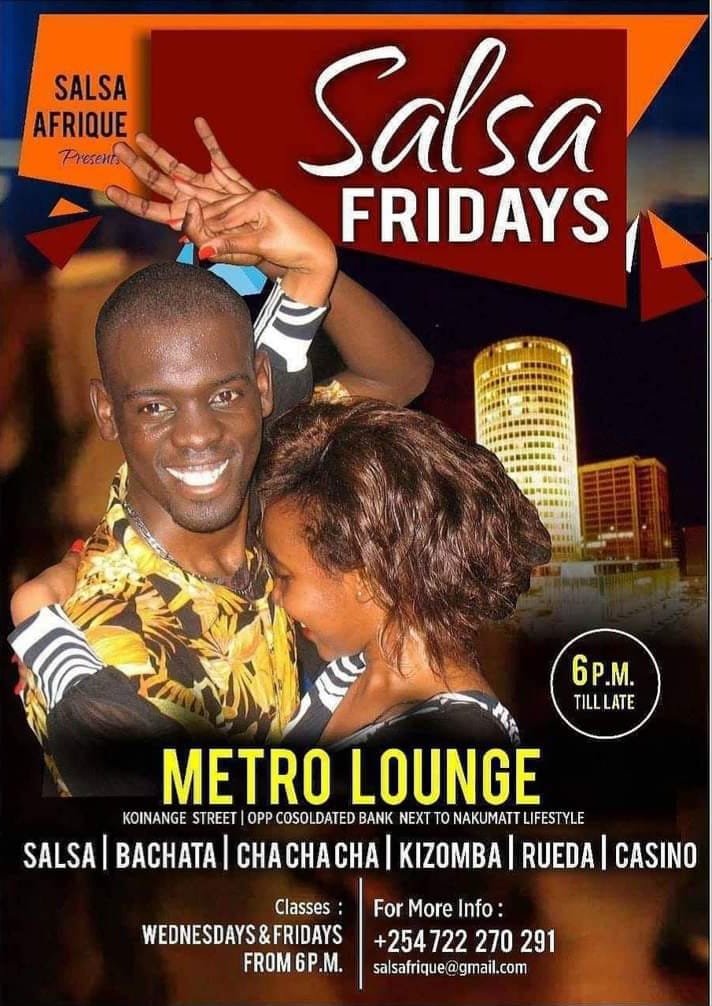 SALSA
AFRIQUE
Presents
Salsa
FRIDAYS
6 P.M.
TILL LATE
METRO LOUNGE
KOINANGE STREET | OPP COSOLDATED BANK NEXT TO NAKUMATT LIFESTYLE
SALSA | BACHATA | CHA CHA CHA | KIZOMBA | RUEDA | CASINO
Classes :
WEDNESDAYS & FRIDAYS
FROM 6 P.M.
For More Info :
+254 722 270 291
salsafrique@gmail.com